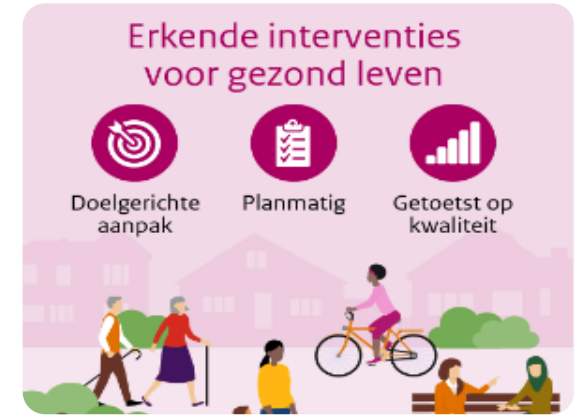 Erkende interventies
voor gezond leven
Doelgerichte
aanpak
Planmatig
Getoetst op
kwaliteit